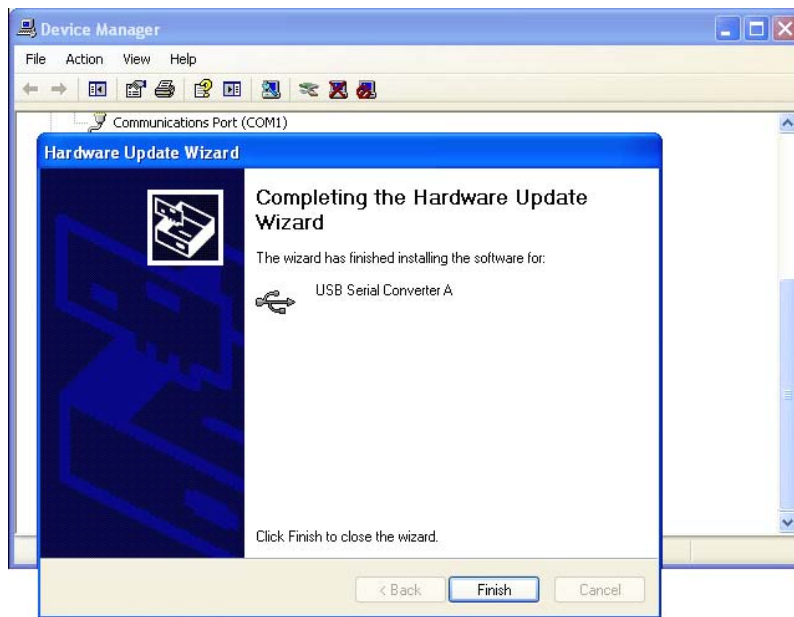 Device Manager
File Action View Help
Communications Port (COM1)
Hardware Update Wizard
Completing the Hardware Update
Wizard
The wizard has finished installing the software for:
USB Serial Converter A
Click Finish to close the wizard.
< Back Finish Cancel